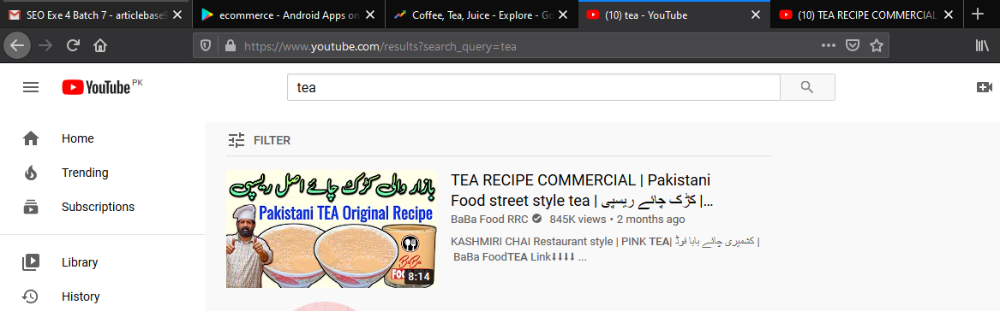 SEO Exe 4 Batch 7 - articlebase9
ecommerce - Android Apps on
Coffee, Tea, Juice - Explore - Go
(10) tea - YouTube
(10) TEA RECIPE COMMERCIAL
https://www.youtube.com/results?search_query=tea
YouTube PK
tea
Home
Trending
Subscriptions
Library
History
FILTER
بازار والی کڑک چائے اصل ریسپی
Pakistani TEA Original Recipe
BaBa
FOOD
8:14
TEA RECIPE COMMERCIAL | Pakistani
Food street style tea | کڑک چائے ریسپی |...
BaBa Food RRC 845K views • 2 months ago
KASHMIRI CHAI Restaurant style | PINK TEA| کشمیری چائے بابا فوڈ |
BaBa FoodTEA Link⬇⬇⬇⬇ ...